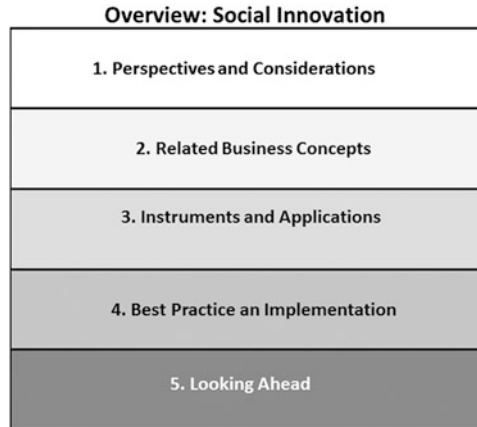 Overview: Social Innovation
1. Perspectives and Considerations
2. Related Business Concepts
3. Instruments and Applications
4. Best Practice an Implementation
5. Looking Ahead